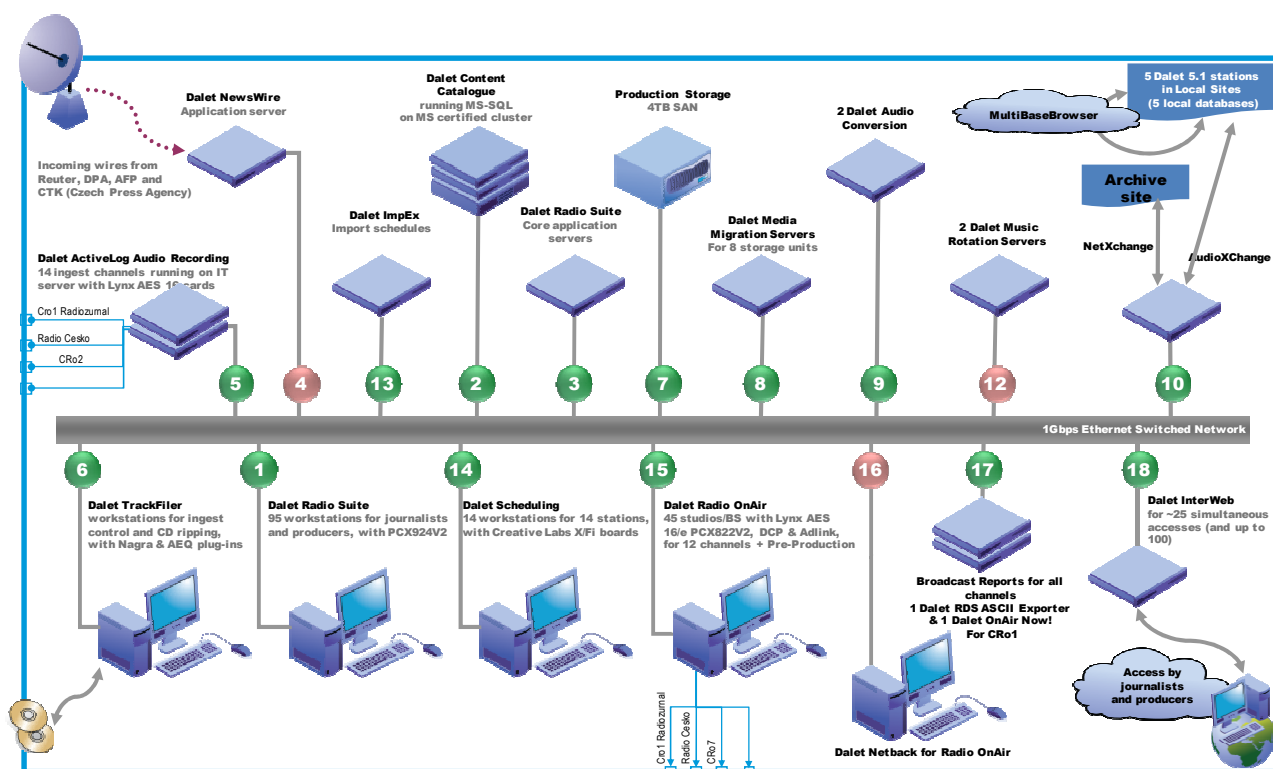 Dalet NewsWire
Application server
Incoming wires from
Reuter, DPA, AFP and
CTK (Czech Press Agency)
Dalet Content
Catalogue
running MS-SQL
on MS certified cluster
Production Storage
4TB SAN
2 Dalet Audio
Conversion
MultiBaseBrowser
5 Dalet 5.1 stations
in Local Sites
(5 local databases)
Archive
site
NetXchange
AudioXChange
Dalet ActiveLog Audio Recording
14 ingest channels running on IT
server with Lynx AES 16 cards
Cro1 Radiozurnal
Radio Cesko
CRo2
Dalet ImpEx
Import schedules
Dalet Radio Suite
Core application
servers
Dalet Media
Migration Servers
For 8 storage units
2 Dalet Music
Rotation Servers
5
4
13
2
3
7
8
9
12
10
1Gbps Ethernet Switched Network
6
1
14
15
16
17
18
Dalet TrackFiler
workstations for ingest
control and CD ripping,
with Nagra & AEQ plug-ins
Dalet Radio Suite
95 workstations for journalists
and producers, with PCX924V2
Dalet Scheduling
14 workstations for 14 stations,
with Creative Labs X/Fi boards
Dalet Radio OnAir
45 studios/BS with Lynx AES
16/e PCX822V2, DCP & Adlink,
for 12 channels + Pre-Production
Broadcast Reports for all
channels
1 Dalet RDS ASCII Exporter
& 1 Dalet OnAir Now!
For CRo1
Dalet InterWeb
for ~25 simultaneous
accesses (and up to
100)
Access by
journalists
and producers
Cro1 Radiozurnal
Radio Cesko
CRo7
Dalet Netback for Radio OnAir